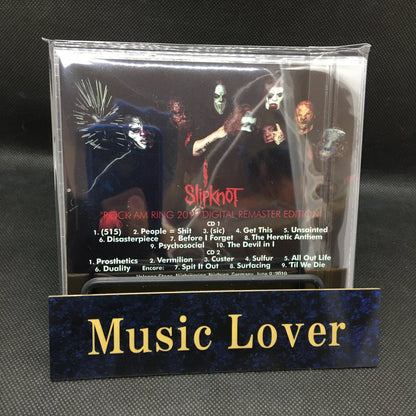 SLIPKNOT
"ROCK AM RING 2019" DIGITAL REMASTER EDITION
CD 1
1. (515) 2. People = Shit 3. (sic) 4. Get This 5. Unsainted
6. Disasterpiece 7. Before I Forget 8. The Heretic Anthem
9. Psychosocial 10. The Devil in I
CD 2
1. Prosthetics 2. Vermilion 3. Custer 4. Sulfur 5. All Out Life
6. Duality Encore: 7. Spit It Out 8. Surfacing 9. 'Til We Die
Germany, June
Music Lover